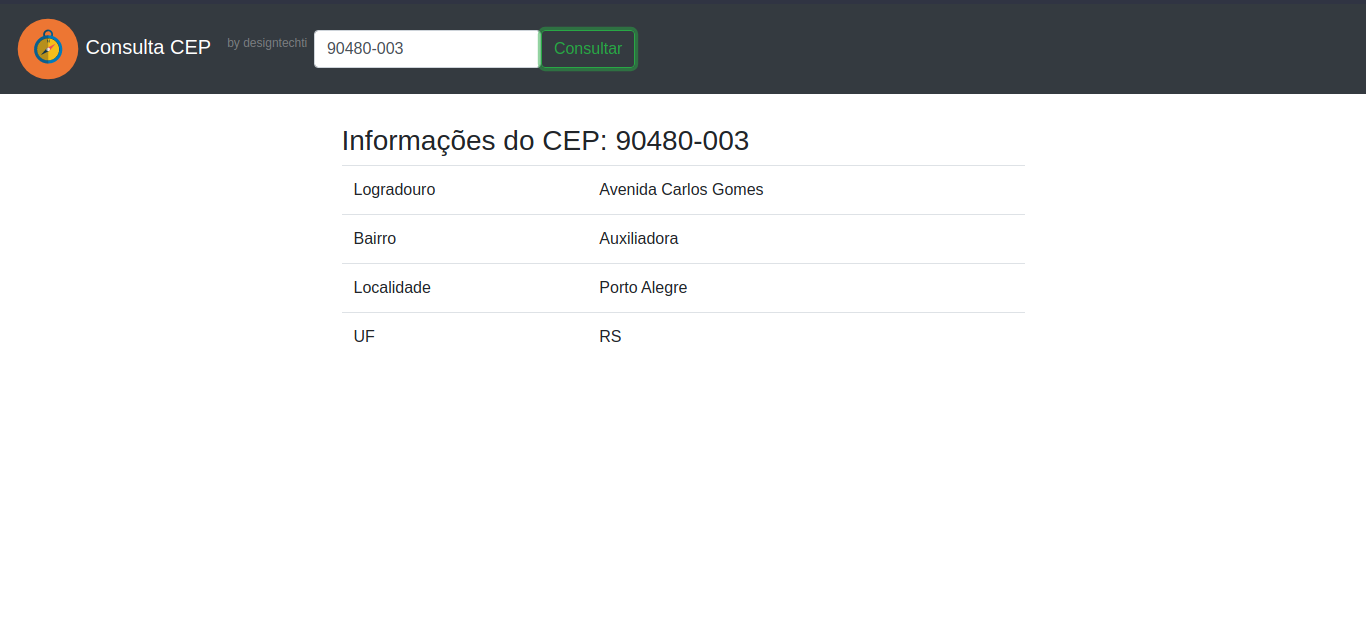 Consulta CEP by designtechti 90480-003 Consultar
Informações do CEP: 90480-003
Logradouro Avenida Carlos Gomes
Bairro Auxiliadora
Localidade Porto Alegre
UF RS